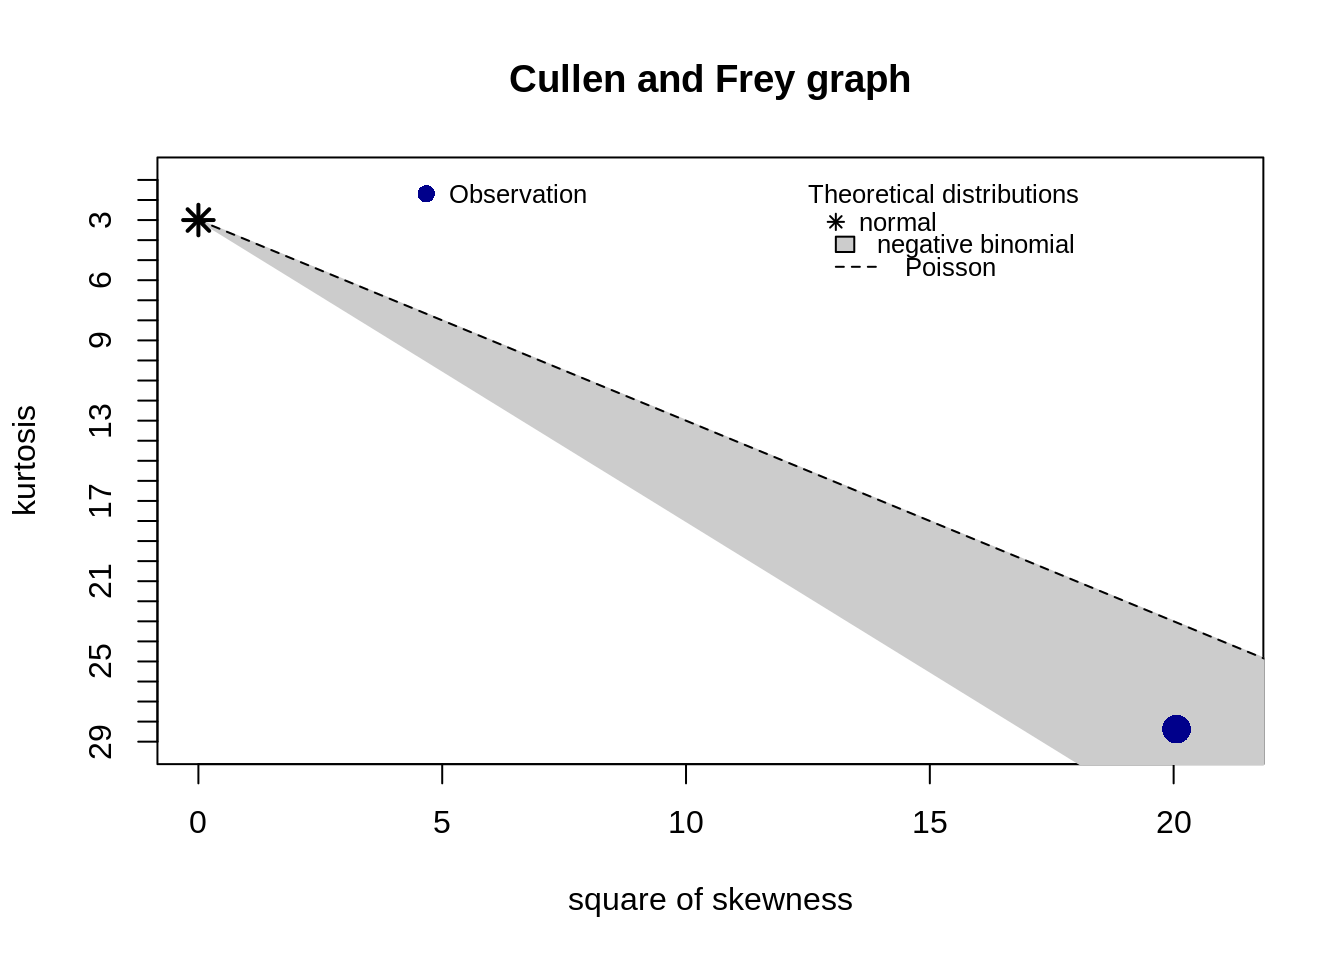 Cullen and Frey graph
Observation
Theoretical distributions
normal
negative binomial
Poisson
kurtosis
3
6
9
13
17
21
25
29
0 5 10 15 20
square of skewness